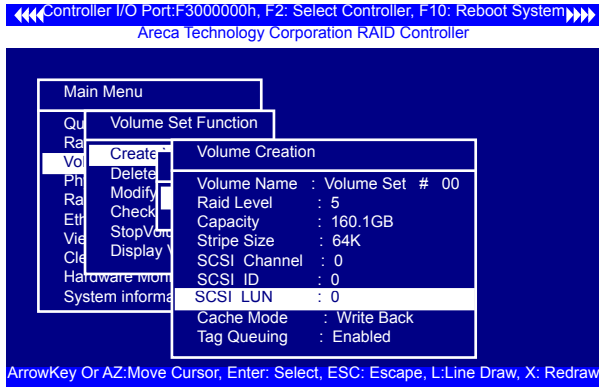 Controller I/O Port:F3000000h, F2: Select Controller, F10: Reboot System
Areca Technology Corporation RAID Controller
Main Menu
Volume Set Function
Volume Creation
Create
Delete
Modify
Check
StopVolu
Display V
Hardware Moni
System informa
Volume Name : Volume Set # 00
Raid Level : 5
Capacity : 160.1GB
Stripe Size : 64K
SCSI Channel : 0
SCSI ID : 0
SCSI LUN : 0
Cache Mode : Write Back
Tag Queuing : Enabled
ArrowKey Or AZ:Move Cursor, Enter: Select, ESC: Escape, L:Line Draw, X: Redraw